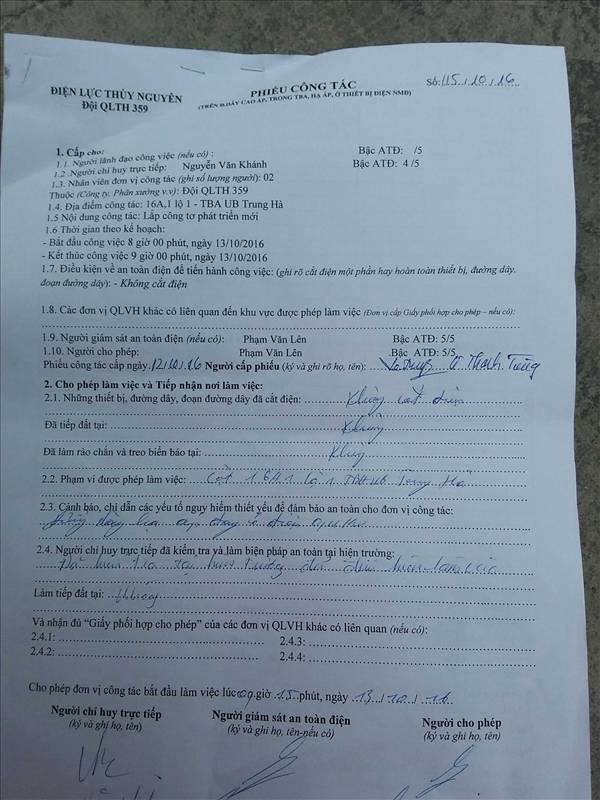 ĐIỆN LỰC THỦY NGUYÊN
Đội QLTH 359
PHIẾU CÔNG TÁC
(TRÊN Đ.DÂY CAO ÁP, TRONG TBA, HẠ ÁP, Ở THIẾT BỊ ĐIỆN NMĐ)
Số: 115/10/16
1. Cấp cho:
1.1. Người lãnh đạo công việc (nếu có) : Bậc ATĐ: /5
1.2 .Người chỉ huy trực tiếp: Nguyễn Văn Khánh Bậc ATĐ: 4 /5
1.3. Nhân viên đơn vị công tác (ghi số lượng người): 02
Thuộc (Công ty, Phân xưởng v.v): Đội QLTH 359
1.4. Địa điểm công tác: 16A,1 lộ 1 - TBA UB Trung Hà
1.5 Nội dung công tác: Lắp công tơ phát triển mới
1.6 Thời gian theo kế hoạch:
- Bắt đầu công việc 8 giờ 00 phút, ngày 13/10/2016
- Kết thúc công việc 9 giờ 00 phút, ngày 13/10/2016
1.7. Điều kiện về an toàn điện để tiến hành công việc: (ghi rõ cắt điện một phần hay hoàn toàn thiết bị, đường dây.
đoạn đường dây): - Không cắt điện
1.8. Các đơn vị QLVH khác có liên quan đến khu vực được phép làm việc (Đơn vị cấp Giấy phối hợp cho phép – nếu có):
1.9. Người giám sát an toàn điện (nếu có): Phạm Văn Lên Bậc ATĐ: 5/5
1.10. Người cho phép: Phạm Văn Lên Bậc ATĐ: 5/5
Phiếu công tác cấp ngày 12/10/16 Người cấp phiếu (ký và ghi rõ họ, tên): Thanh Tùng
2. Cho phép làm việc và Tiếp nhận nơi làm việc:
2.1. Những thiết bị, đường dây, đoạn đường dây đã cắt điện: Không cắt điện
Đã tiếp đất tại: Không
Đã làm rào chắn và treo biển báo tại: Không
2.2. Phạm vi được phép làm việc: Cột 16A.1 lộ 1 TBA UB Trung Hà
2.3. Cảnh báo, chỉ dẫn các yếu tố nguy hiểm thiết yếu để đảm bảo an toàn cho đơn vị công tác:
Đường dây hạ áp đang có điện
2.4. Người chỉ huy trực tiếp đã kiểm tra và làm biện pháp an toàn tại hiện trường:
Đã kiểm tra tại hiện trường đủ điều kiện làm việc
Làm tiếp đất tại: Không
Và nhận đủ “Giấy phối hợp cho phép” của các đơn vị QLVH khác có liên quan (nếu có):
2.4.1: 2.4.3:
2.4.2: 2.4.4:
Cho phép đơn vị công tác bắt đầu làm việc lúc 09 giờ 15 phút, ngày 13/10/16
Người chỉ huy trực tiếp Người giám sát an toàn điện Người cho phép
(ký và ghi họ, tên) (ký và ghi họ, tên-nếu có) (ký và ghi họ, tên)